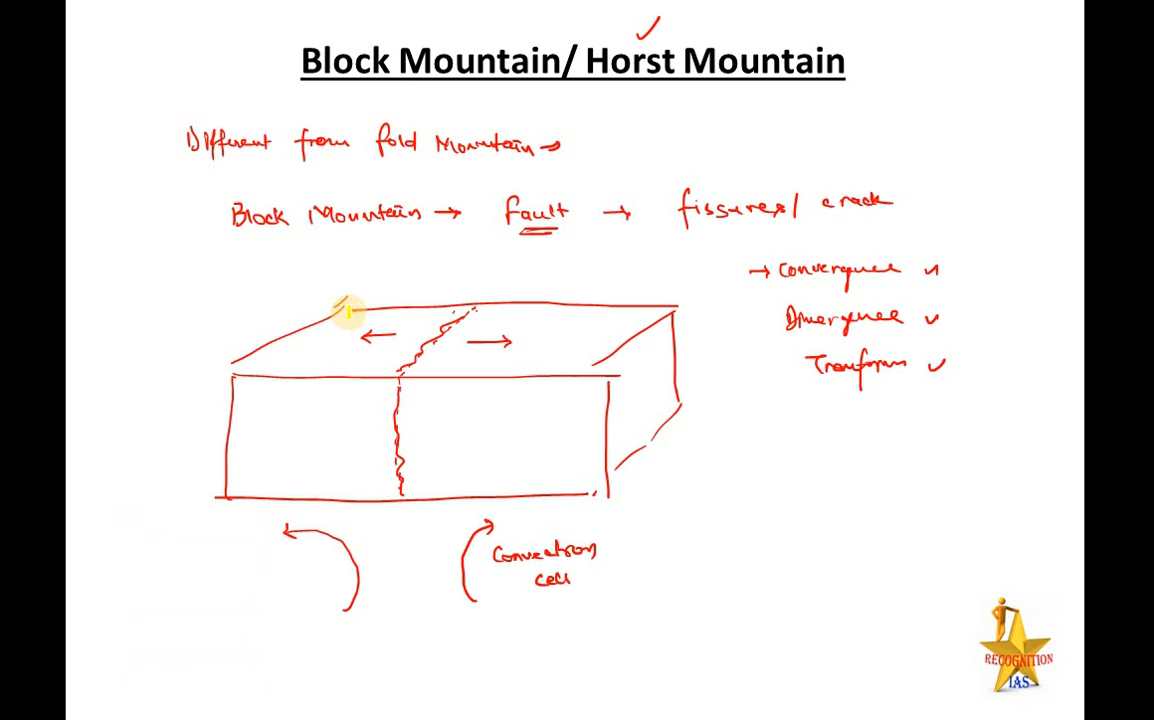 Block Mountain/ Horst Mountain
Different from fold Mountain
Block Mountain → fault → fissures/ crack
→ Convergence
Divergence
Transform
Convection
cell
RECOGNITION
IAS